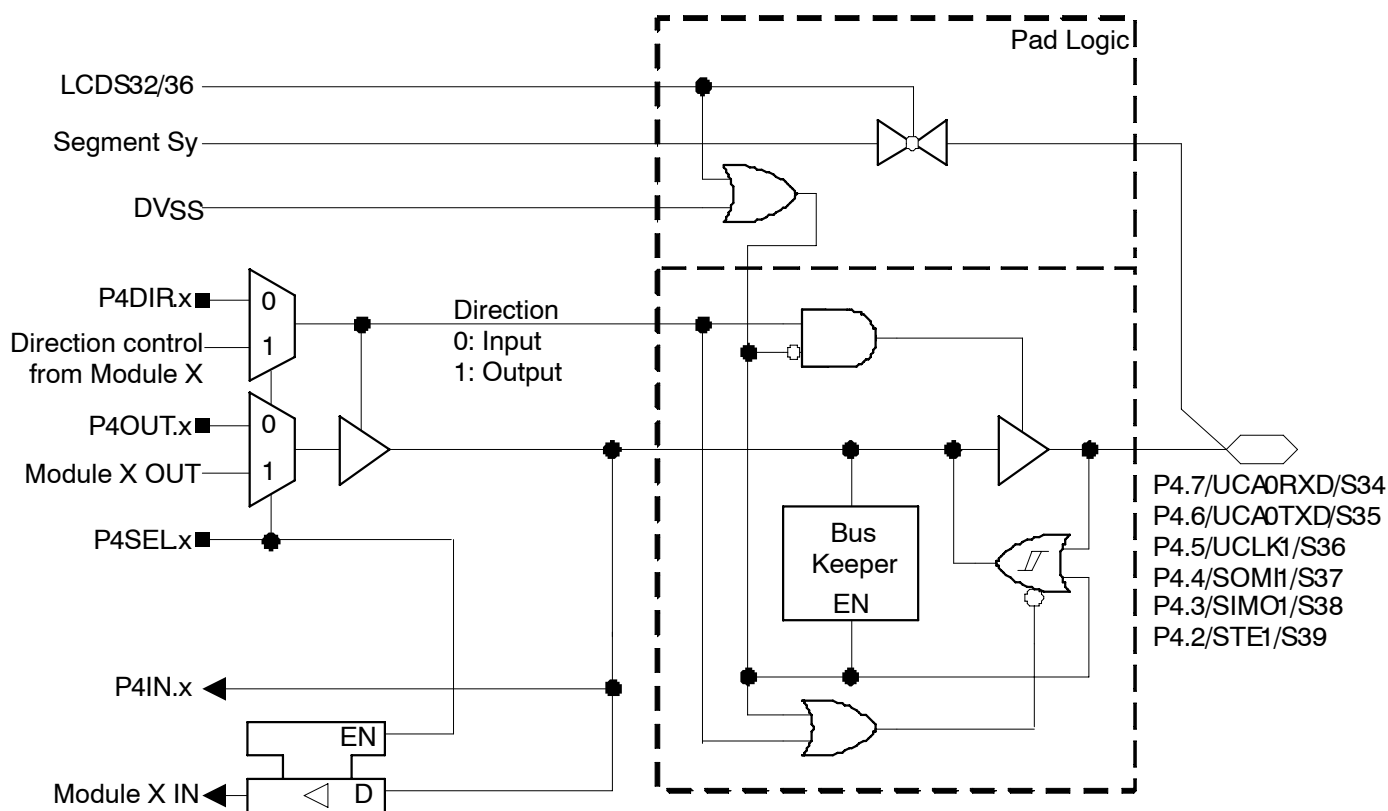 Pad Logic
LCDS32/36
Segment Sy
DVSS
P4DIR.x
0
1
Direction control
from Module X
Direction
0: Input
1: Output
P4OUT.x
0
1
Module X OUT
P4SEL.x
Bus
Keeper
EN
P4.7/UCA0RXD/S34
P4.6/UCA0TXD/S35
P4.5/UCLK1/S36
P4.4/SOMI1/S37
P4.3/SIMO1/S38
P4.2/STE1/S39
P4IN.x
EN
Module X IN
D